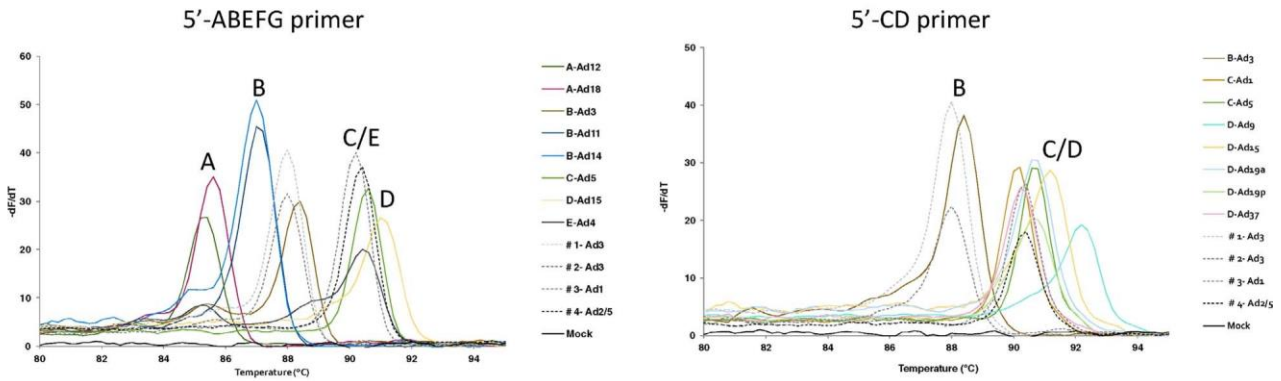 5'-ABEFG primer
60
50
40
30
20
10
0
-dF/dT
80
82
84
86
88
90
92
94
Temperature (°C)
A
B
C/E
D
A-Ad12
A-Ad18
B-Ad3
B-Ad11
B-Ad14
C-Ad5
D-Ad15
E-Ad4
# 1- Ad3
# 2- Ad3
# 3- Ad1
# 4- Ad2/5
Mock
5'-CD primer
50
40
30
20
10
0
-dF/dT
80
82
84
86
88
90
92
94
Temperature (°C)
B
C/D
B-Ad3
C-Ad1
C-Ad5
D-Ad9
D-Ad15
D-Ad19a
D-Ad19p
D-Ad37
# 1- Ad3
# 2- Ad3
# 3- Ad1
# 4- Ad2/5
Mock